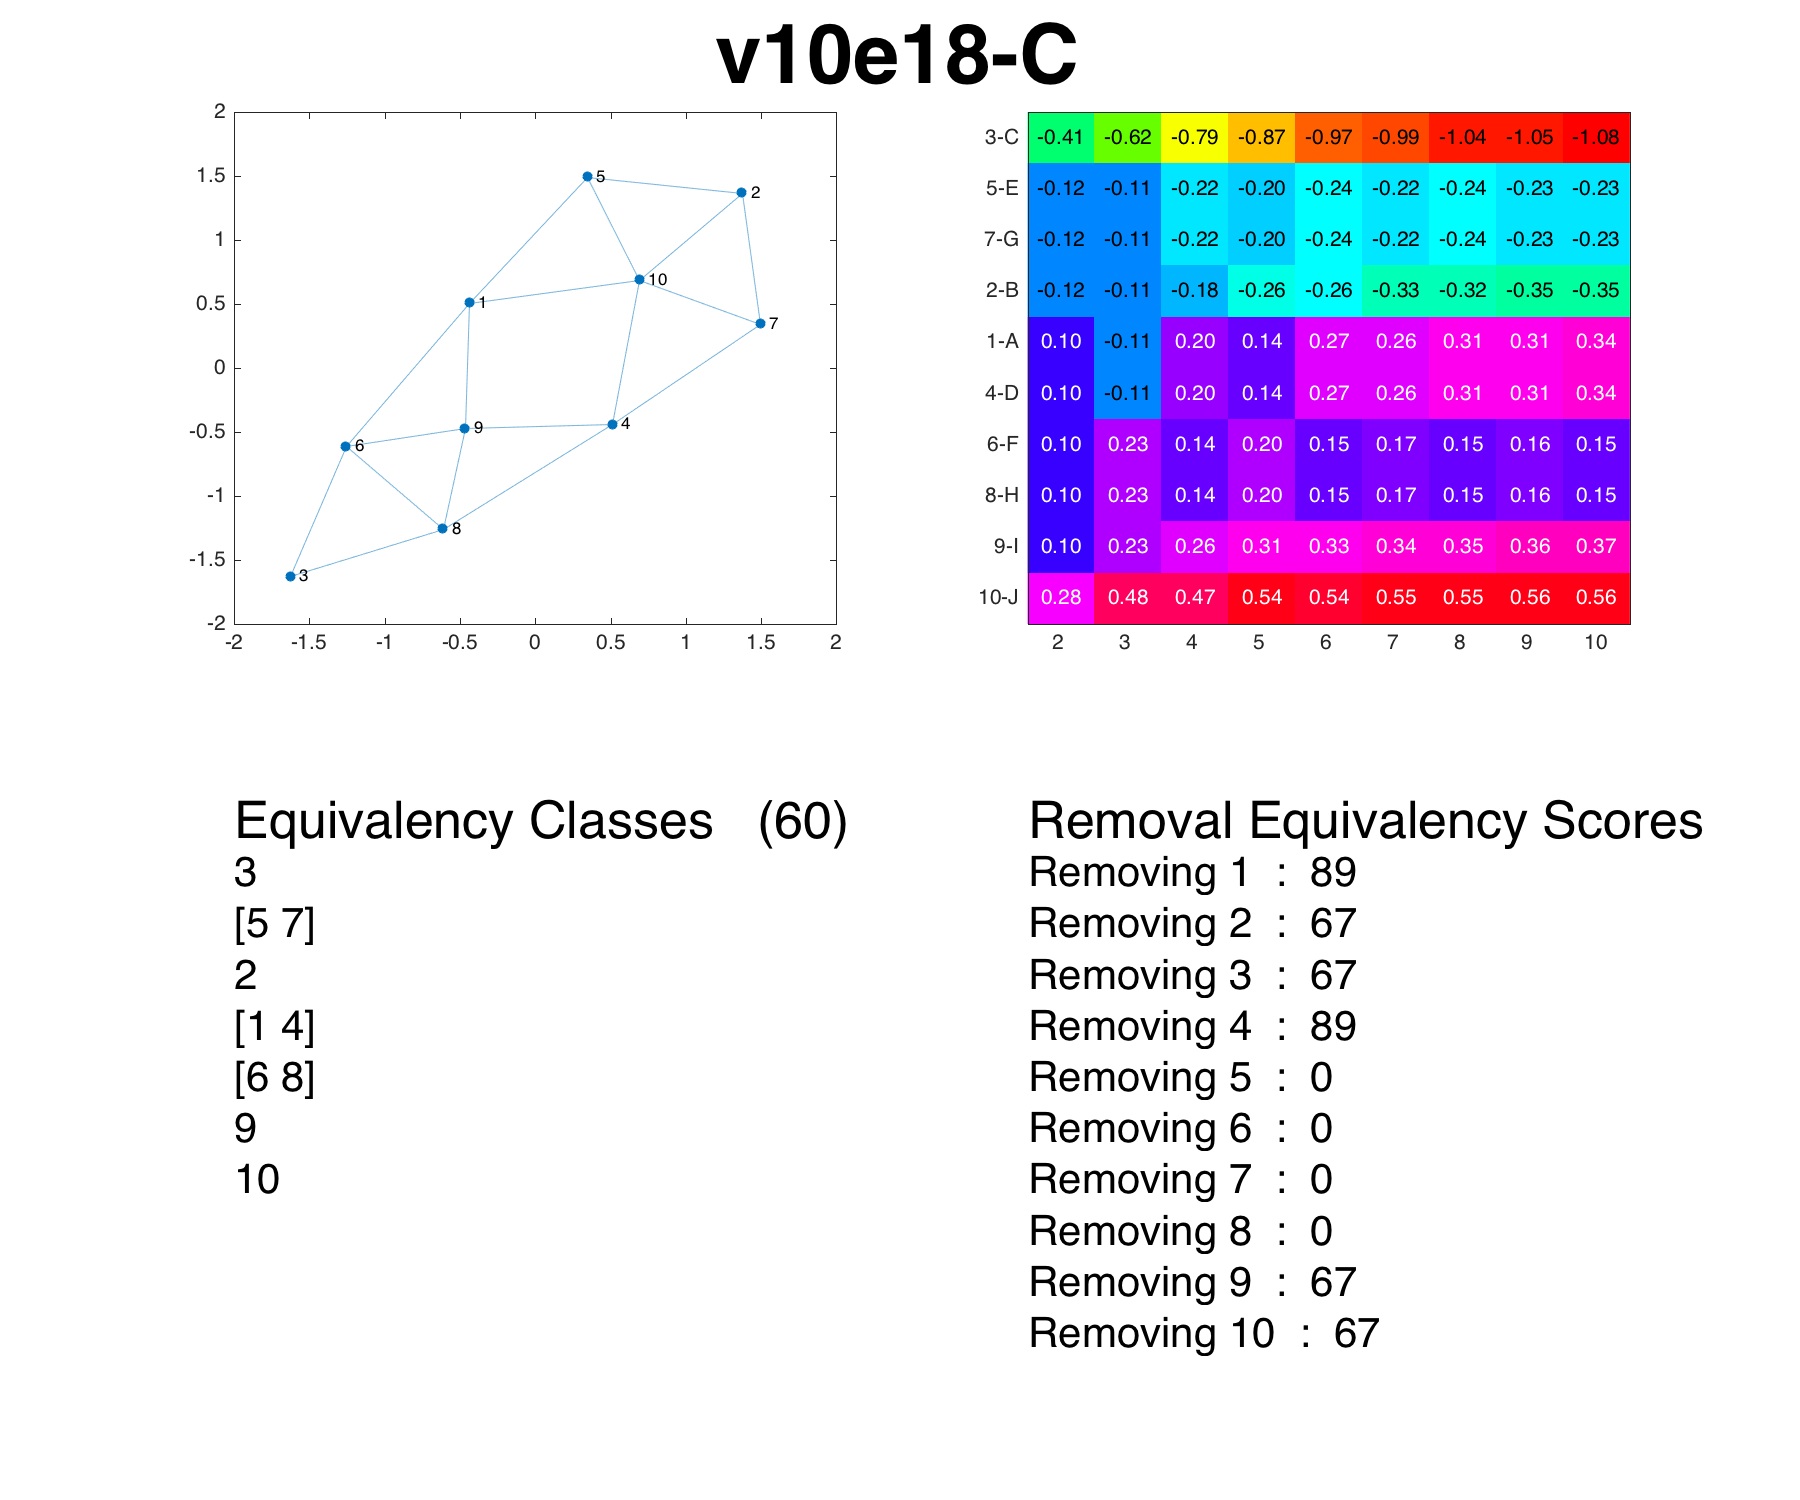 v10e18-C
2
1.5
1
0.5
0
-0.5
-1
-1.5
-2
-2 -1.5 -1 -0.5 0 0.5 1 1.5 2
5
2
10
1
7
9
4
6
8
3
3-C -0.41 -0.62 -0.79 -0.87 -0.97 -0.99 -1.04 -1.05 -1.08
5-E -0.12 -0.11 -0.22 -0.20 -0.24 -0.22 -0.24 -0.23 -0.23
7-G -0.12 -0.11 -0.22 -0.20 -0.24 -0.22 -0.24 -0.23 -0.23
2-B -0.12 -0.11 -0.18 -0.26 -0.26 -0.33 -0.32 -0.35 -0.35
1-A 0.10 -0.11 0.20 0.14 0.27 0.26 0.31 0.31 0.34
4-D 0.10 -0.11 0.20 0.14 0.27 0.26 0.31 0.31 0.34
6-F 0.10 0.23 0.14 0.20 0.15 0.17 0.15 0.16 0.15
8-H 0.10 0.23 0.14 0.20 0.15 0.17 0.15 0.16 0.15
9-I 0.10 0.23 0.26 0.31 0.33 0.34 0.35 0.36 0.37
10-J 0.28 0.48 0.47 0.54 0.54 0.55 0.55 0.56 0.56
2 3 4 5 6 7 8 9 10
Equivalency Classes (60)
3
[5 7]
2
[1 4]
[6 8]
9
10
Removal Equivalency Scores
Removing 1 : 89
Removing 2 : 67
Removing 3 : 67
Removing 4 : 89
Removing 5 : 0
Removing 6 : 0
Removing 7 : 0
Removing 8 : 0
Removing 9 : 67
Removing 10 : 67